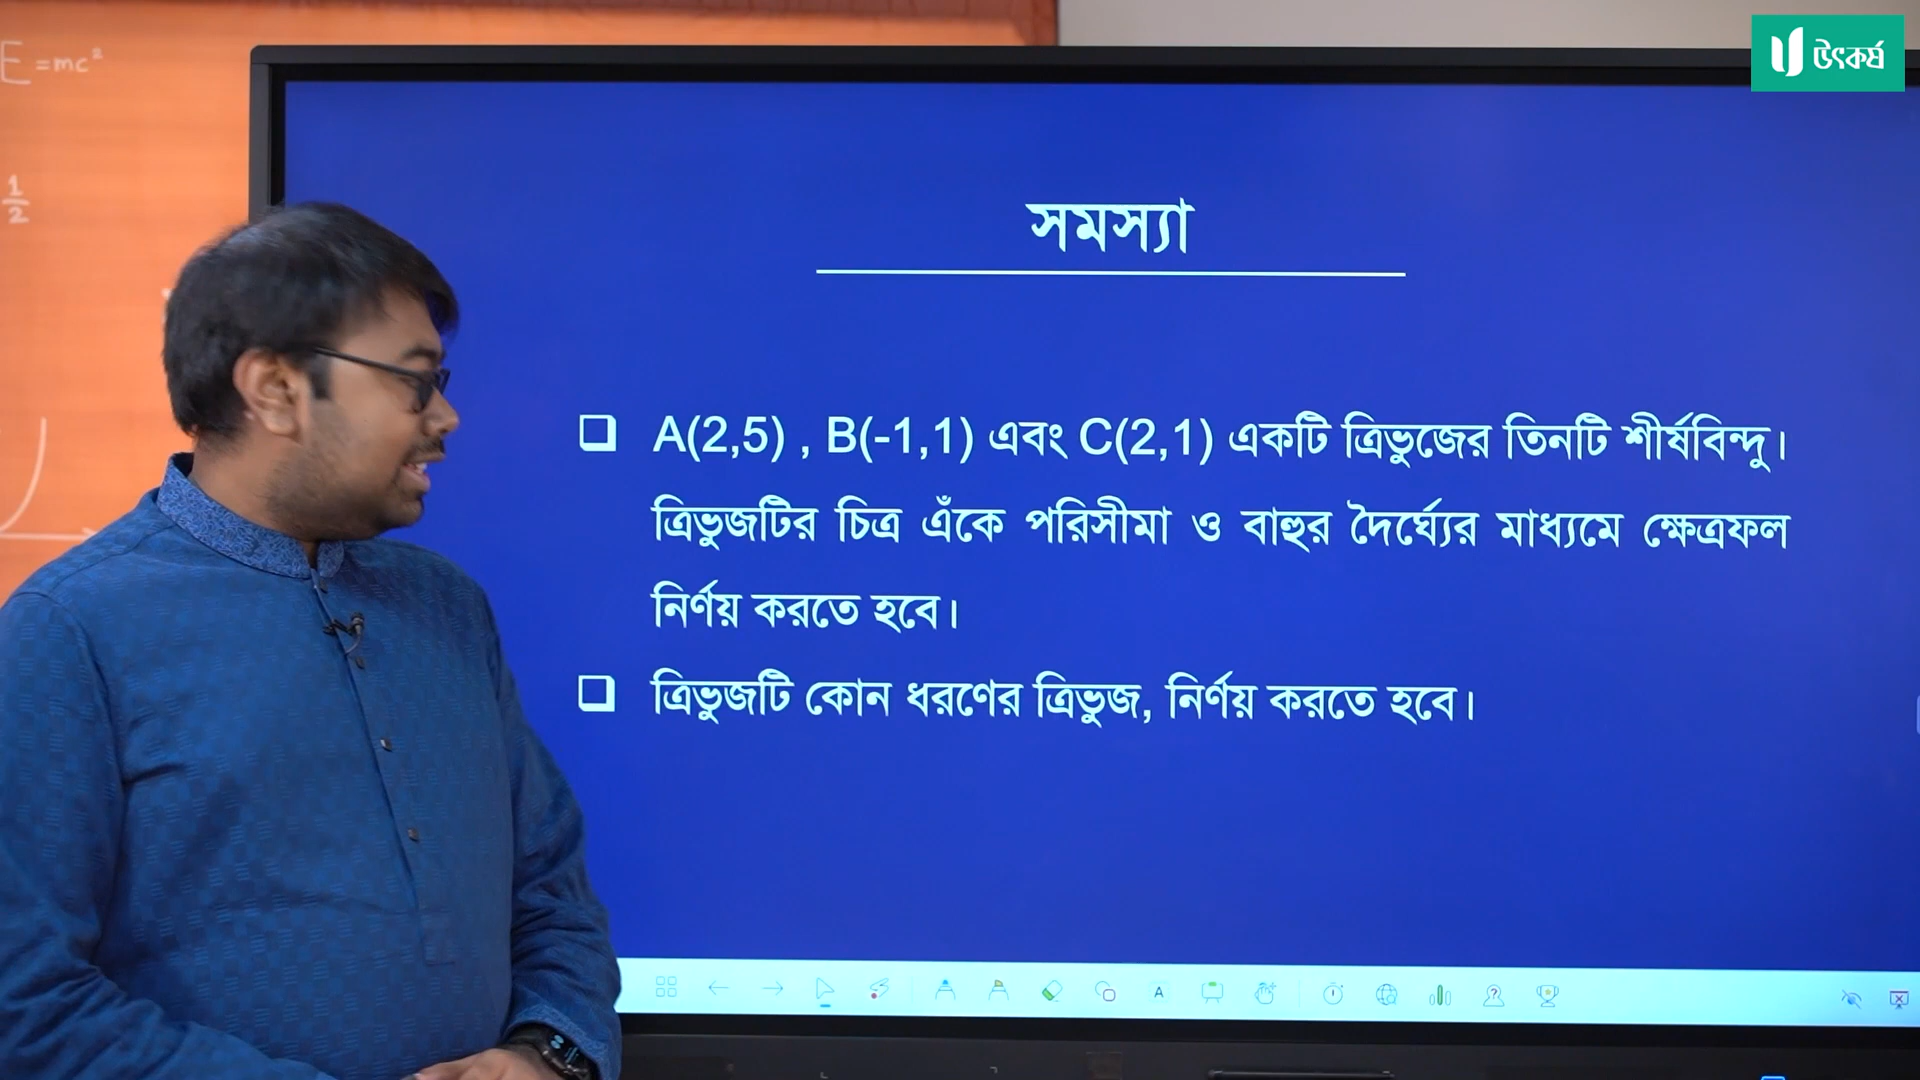 উৎকর্ষ
E=mc²
1/2
সমস্যা
A(2,5) , B(-1,1) এবং C(2,1) একটি ত্রিভুজের তিনটি শীর্ষবিন্দু।
ত্রিভুজটির চিত্র এঁকে পরিসীমা ও বাহুর দৈর্ঘ্যের মাধ্যমে ক্ষেত্রফল
নির্ণয় করতে হবে।
ত্রিভুজটি কোন ধরণের ত্রিভুজ, নির্ণয় করতে হবে।
A